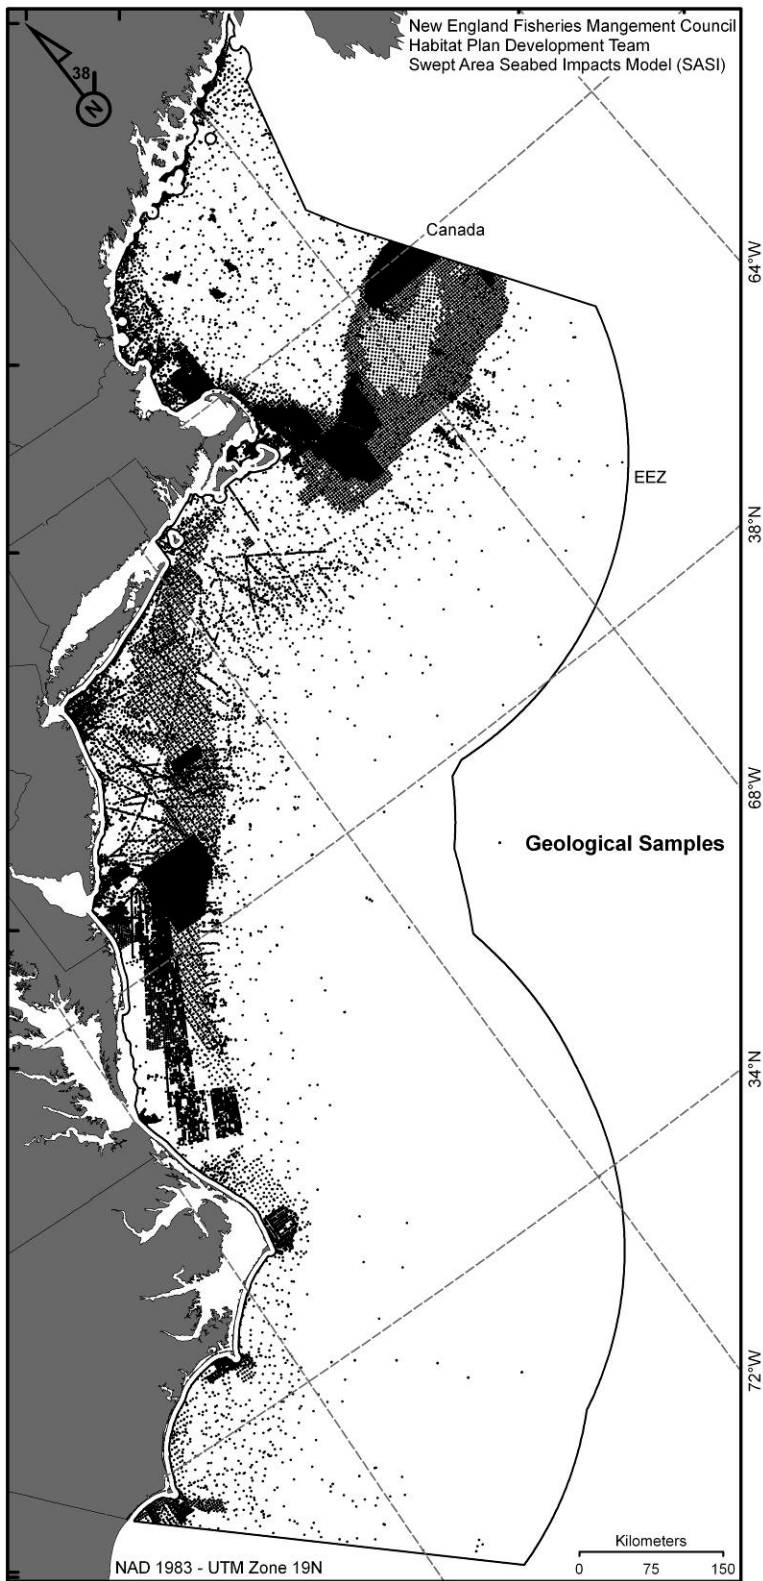 New England Fisheries Mangement Council
Habitat Plan Development Team
Swept Area Seabed Impacts Model (SASI)
38
N
Canada
64°W
EEZ
38°N
68°W
Geological Samples
34°N
72°W
Kilometers
0 75 150
NAD 1983 - UTM Zone 19N